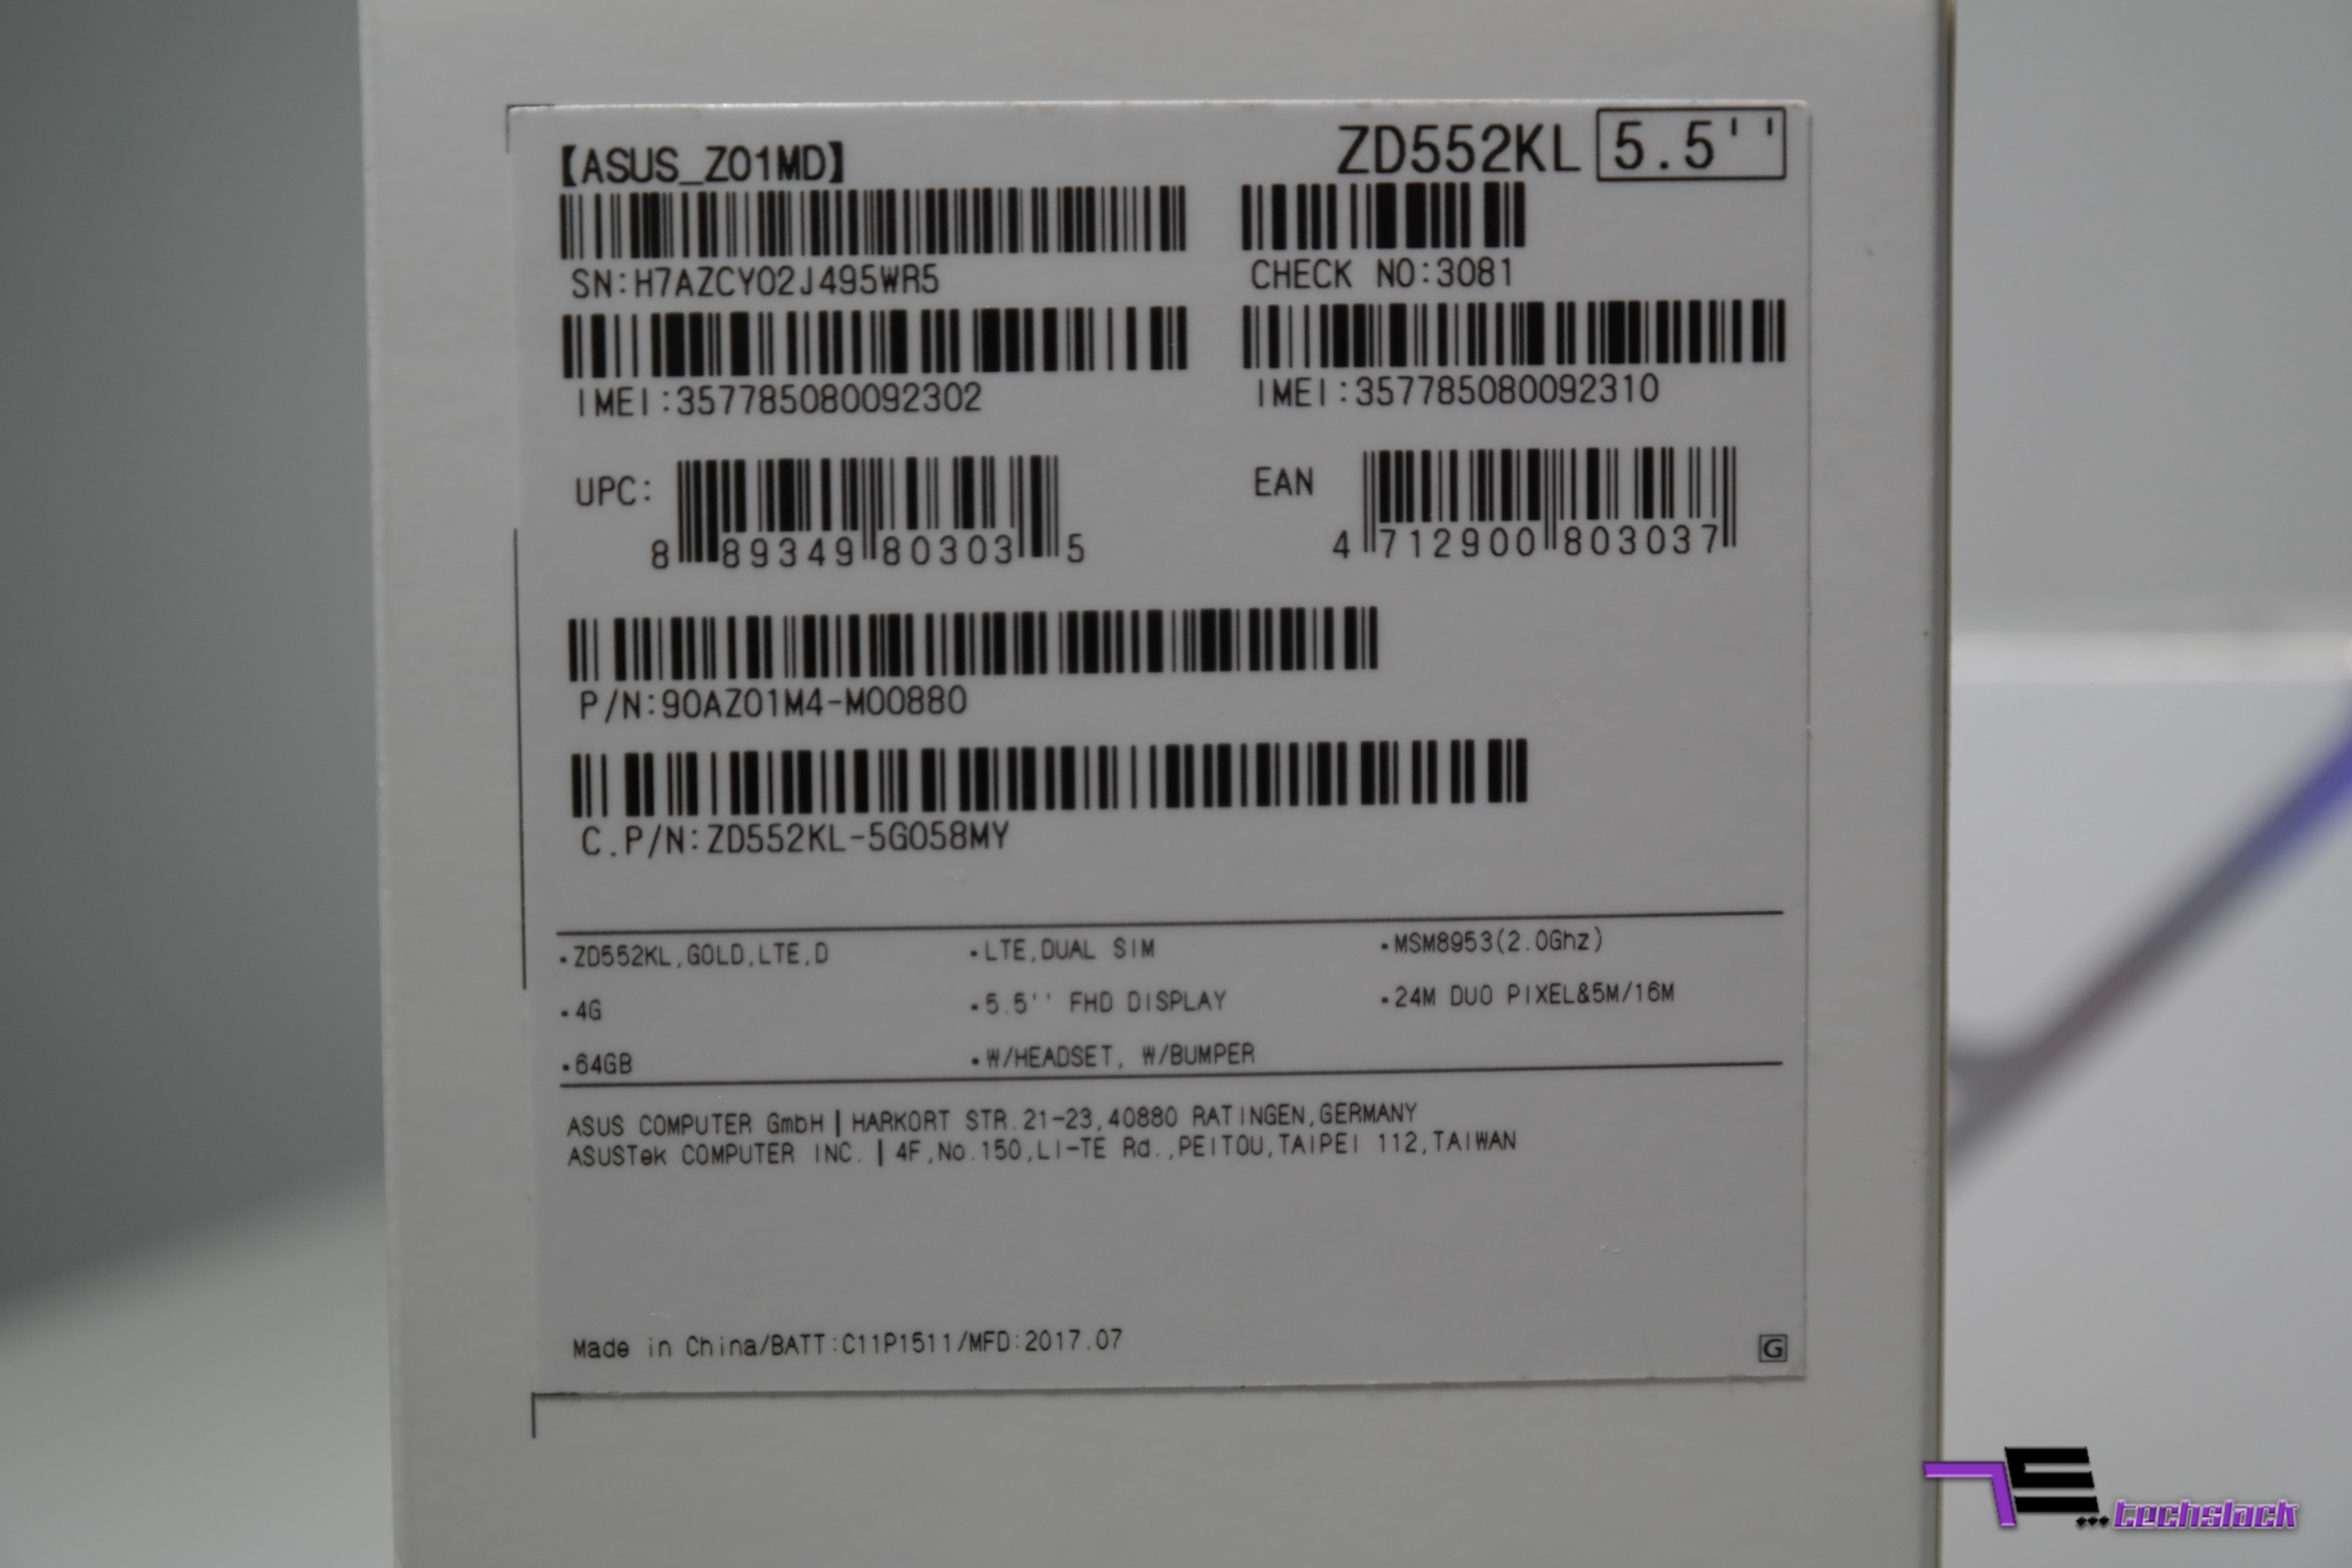 【ASUS_Z01MD】
ZD552KL 5.5''
SN:H7AZCY02J495WR5
CHECK NO:3081
IMEI:357785080092302
IMEI:357785080092310
UPC:
8 89349 80303 5
EAN
4 712900 803037
P/N:90AZ01M4-M00880
C.P/N:ZD552KL-5G058MY
•ZD552KL,GOLD,LTE,D •LTE,DUAL SIM •MSM8953(2.0Ghz)
•4G •5.5'' FHD DISPLAY •24M DUO PIXEL&5M/16M
•64GB •W/HEADSET, W/BUMPER
ASUS COMPUTER GmbH | HARKORT STR.21-23,40880 RATINGEN,GERMANY
ASUSTek COMPUTER INC. | 4F,No.150,LI-TE Rd.,PEITOU,TAIPEI 112,TAIWAN
Made in China/BATT:C11P1511/MFD:2017.07
G
...techslack